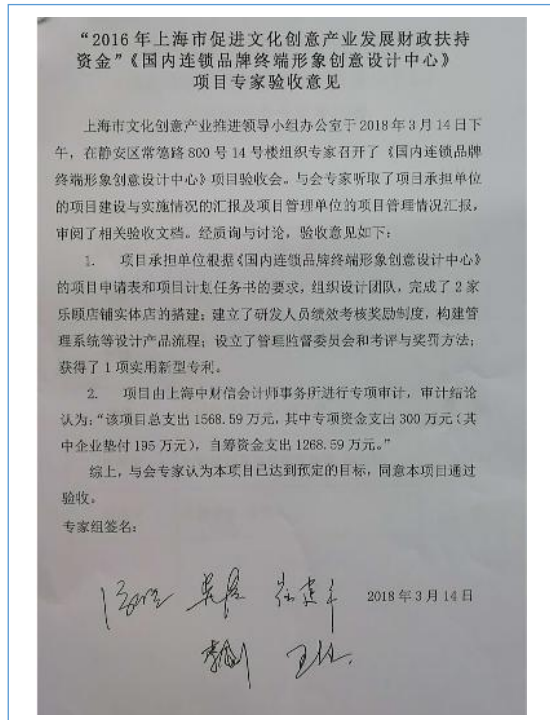 “2016年上海市促进文化创意产业发展财政扶持
资金”《国内连锁品牌终端形象创意设计中心》
项目专家验收意见
上海市文化创意产业推进领导小组办公室于2018年3月14日下
午，在静安区常德路800号14号楼组织专家召开了《国内连锁品牌
终端形象创意设计中心》项目验收会。与会专家听取了项目承担单位
的项目建设与实施情况的汇报及项目管理单位的项目管理情况汇报，
审阅了相关验收文档。经质询与讨论，验收意见如下：
1. 项目承担单位根据《国内连锁品牌终端形象创意设计中心》
的项目申请表和项目计划任务书的要求，组织设计团队，完成了2家
乐颐店铺实体店的搭建；建立了研发人员绩效考核奖励制度，构建管
理系统等设计产品流程；设立了管理监督委员会和考评与奖罚方法；
获得了1项实用新型专利。
2. 项目由上海中财信会计师事务所进行专项审计，审计结论
认为：“该项目总支出1568.59万元，其中专项资金支出300万元（其
中企业垫付195万元），自筹资金支出1268.59万元。”
综上，与会专家认为本项目已达到预定的目标，同意本项目通过
验收。
专家组签名：
2018年3月14日